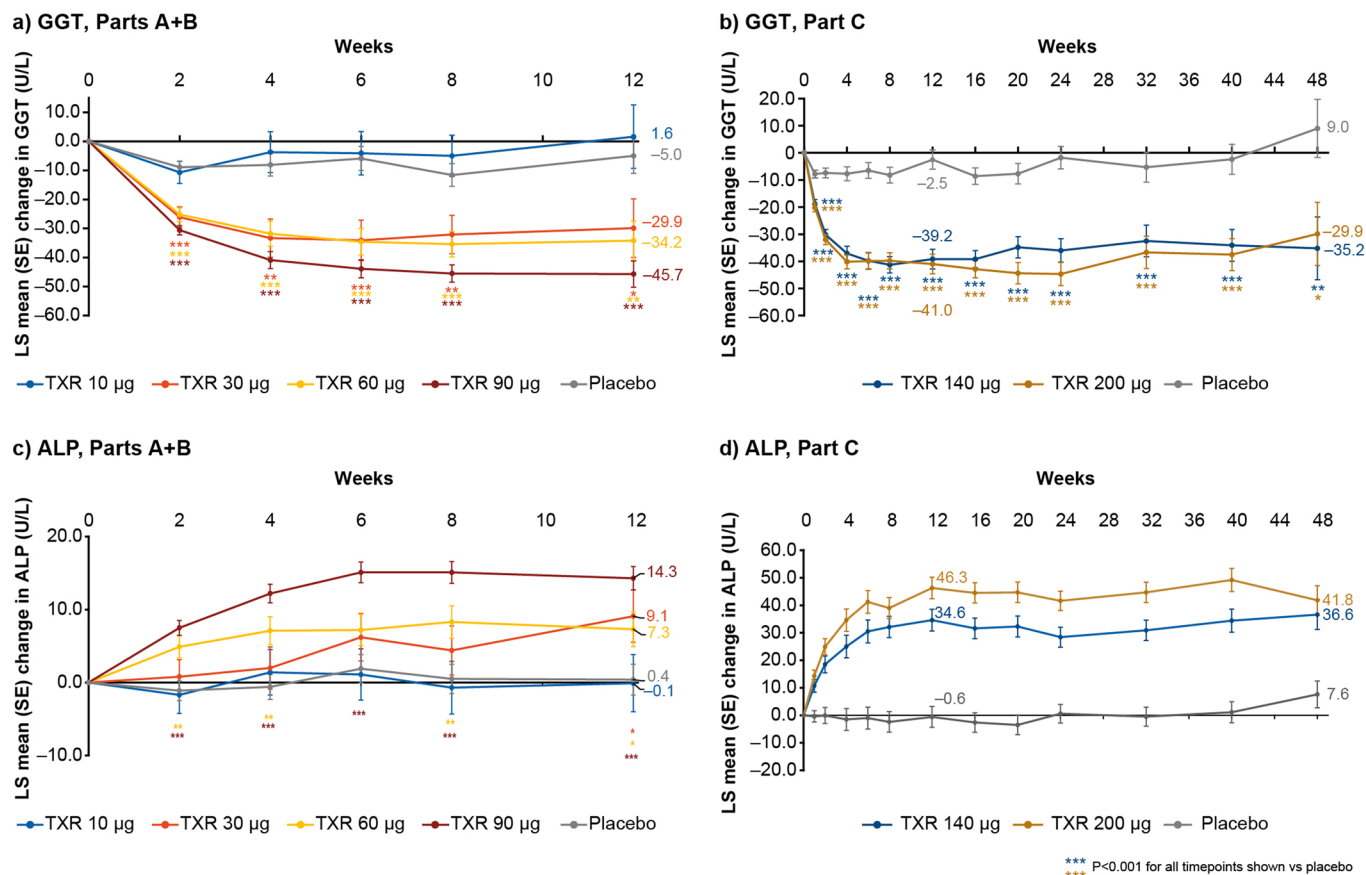 a) GGT, Parts A+B
Weeks
0 2 4 6 8 10 12
LS mean (SE) change in GGT (U/L)
10.0
0.0
–10.0
–20.0
–30.0
–40.0
–50.0
–60.0
1.6
–5.0
–29.9
–34.2
–45.7
*** ** *** ** *
*** *** *** *** **
*** *** *** *** ***
TXR 10 µg TXR 30 µg TXR 60 µg TXR 90 µg Placebo
b) GGT, Part C
Weeks
0 4 8 12 16 20 24 28 32 36 40 44 48
LS mean (SE) change in GGT (U/L)
20.0
10.0
0
–10.0
–20.0
–30.0
–40.0
–50.0
–60.0
9.0
–2.5
–39.2
–29.9
–35.2
–41.0
*** *** *** *** *** *** *** *** *** *** *** **
*** *** *** *** *** *** *** *** *** *** *** *
TXR 140 µg TXR 200 µg Placebo
c) ALP, Parts A+B
Weeks
0 2 4 6 8 10 12
LS mean (SE) change in ALP (U/L)
20.0
10.0
0.0
–10.0
14.3
9.1
7.3
0.4
–0.1
** ** *** ** *
*** *** *** *
***
TXR 10 µg TXR 30 µg TXR 60 µg TXR 90 µg Placebo
d) ALP, Part C
Weeks
0 4 8 12 16 20 24 28 32 36 40 44 48
LS mean (SE) change in ALP (U/L)
60.0
50.0
40.0
30.0
20.0
10.0
0.0
–10.0
–20.0
46.3
34.6
–0.6
41.8
36.6
7.6
TXR 140 µg TXR 200 µg Placebo
*** P<0.001 for all timepoints shown vs placebo
***